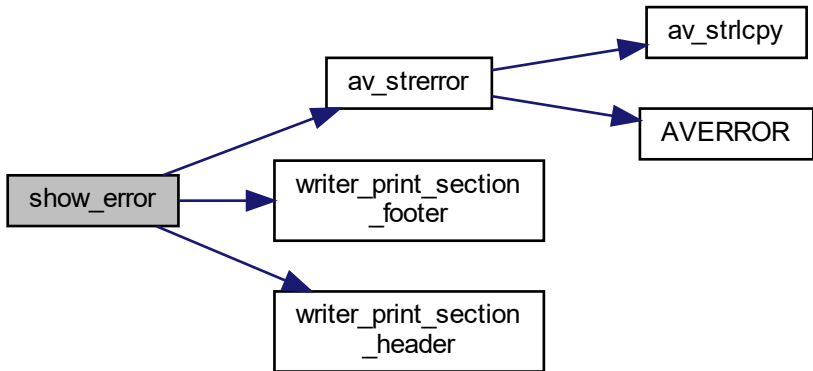 av_strlcpy
av_strerror
AVERROR
show_error
writer_print_section
_footer
writer_print_section
_header